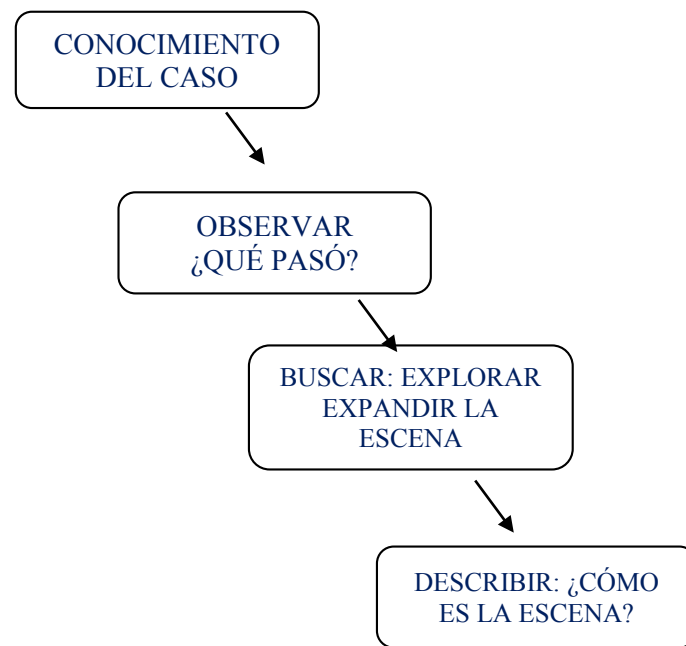 CONOCIMIENTO
DEL CASO
OBSERVAR
¿QUÉ PASÓ?
BUSCAR: EXPLORAR
EXPANDIR LA
ESCENA
DESCRIBIR: ¿CÓMO
ES LA ESCENA?